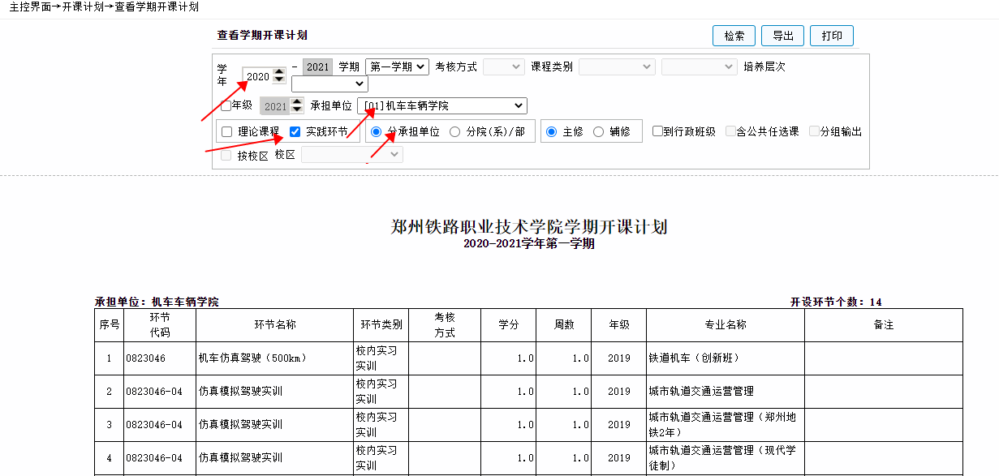 主控界面→开课计划→查看学期开课计划
查看学期开课计划 检索 导出 打印
学年 2020 - 2021 学期 第一学期 考核方式 课程类别 培养层次
年级 2021 承担单位 [01]机车车辆学院
理论课程 实践环节 分承担单位 分院(系)/部 主修 辅修 到行政班级 含公共任选课 分组输出
按校区 校区
郑州铁路职业技术学院学期开课计划
2020-2021学年第一学期
承担单位: 机车车辆学院 开设环节个数: 14
序号 环节代码 环节名称 环节类别 考核方式 学分 周数 年级 专业名称 备注
1 0823046 机车仿真驾驶（500km） 校内实习实训 1.0 1.0 2019 铁道机车（创新班）
2 0823046-04 仿真模拟驾驶实训 校内实习实训 1.0 1.0 2019 城市轨道交通运营管理
3 0823046-04 仿真模拟驾驶实训 校内实习实训 1.0 1.0 2019 城市轨道交通运营管理（郑州地铁2年）
4 0823046-04 仿真模拟驾驶实训 校内实习实训 1.0 1.0 2019 城市轨道交通运营管理（现代学徒制）